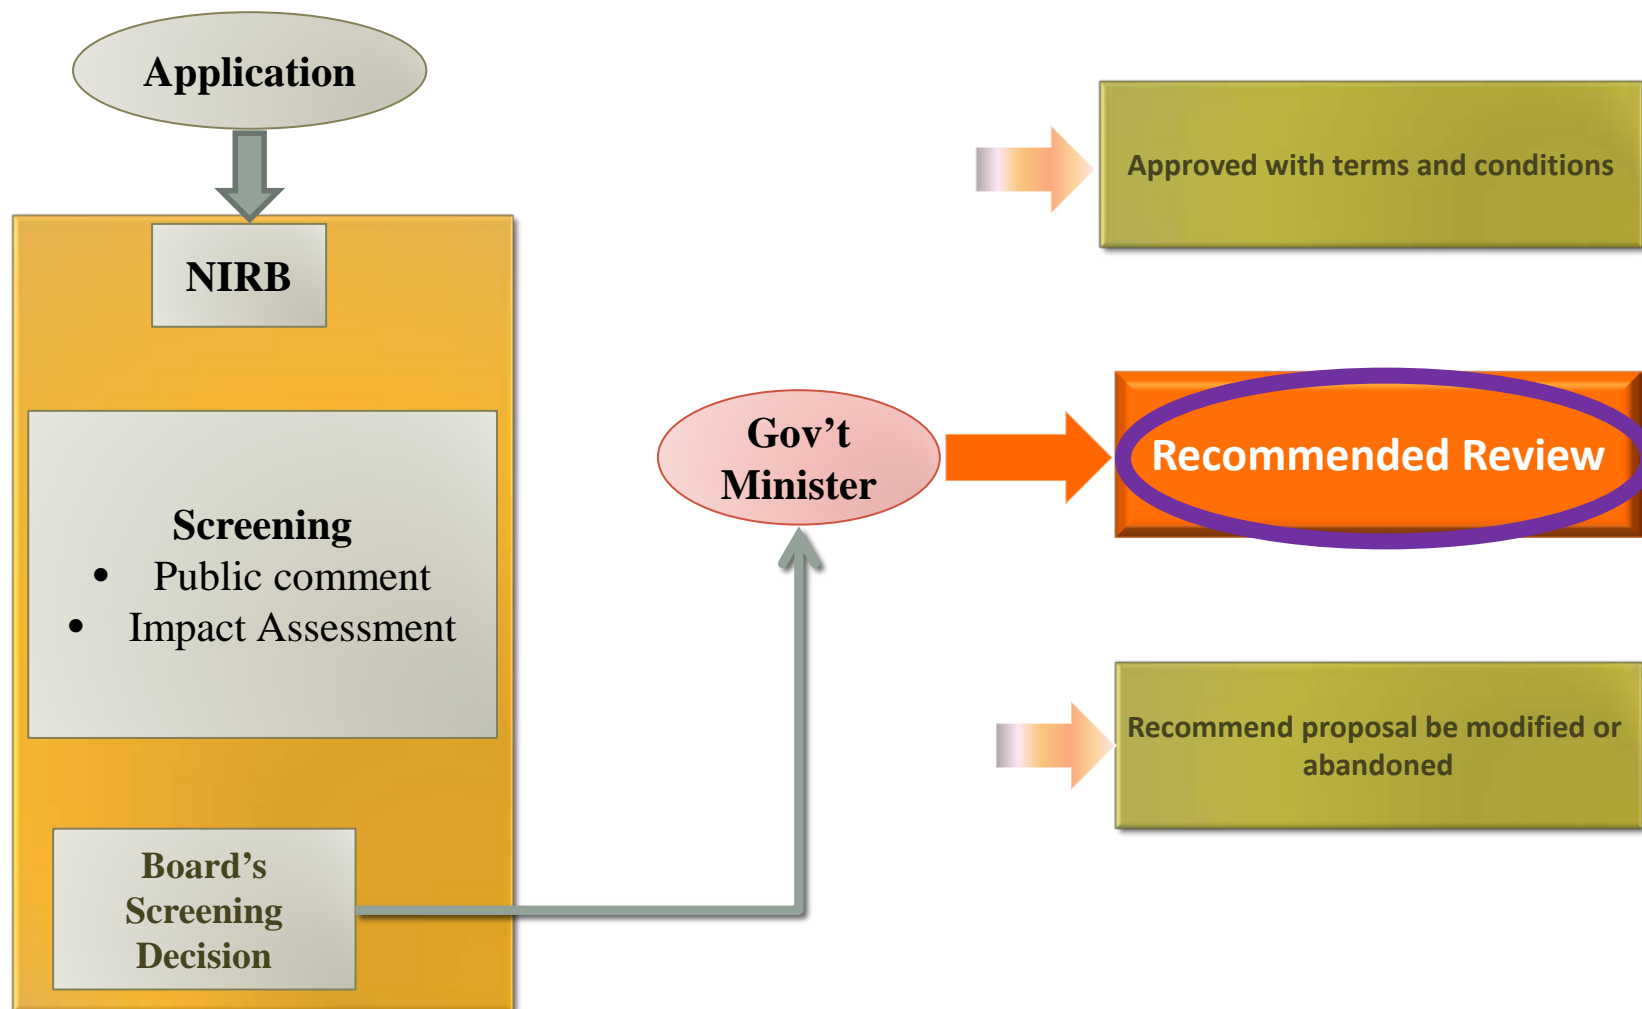 Application
NIRB
Screening
• Public comment
• Impact Assessment
Board’s
Screening
Decision
Gov’t
Minister
Approved with terms and conditions
Recommended Review
Recommend proposal be modified or
abandoned